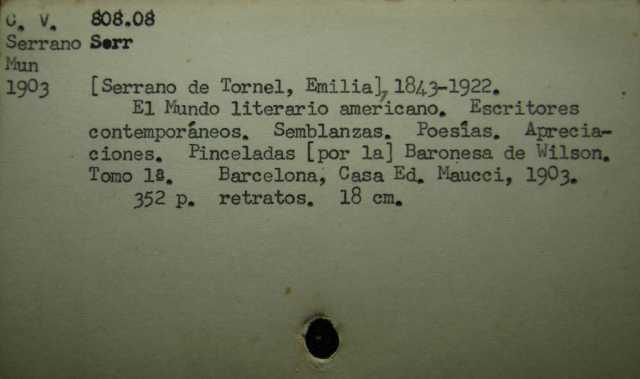 C. V. 808.08
Serrano Serr
Mun
1903 [Serrano de Tornel, Emilia], 1843-1922.
El Mundo literario americano. Escritores
contemporáneos. Semblanzas. Poesías. Aprecia-
ciones. Pinceladas [por la] Baronesa de Wilson.
Tomo 1ª. Barcelona, Casa Ed. Maucci, 1903.
352 p. retratos. 18 cm.